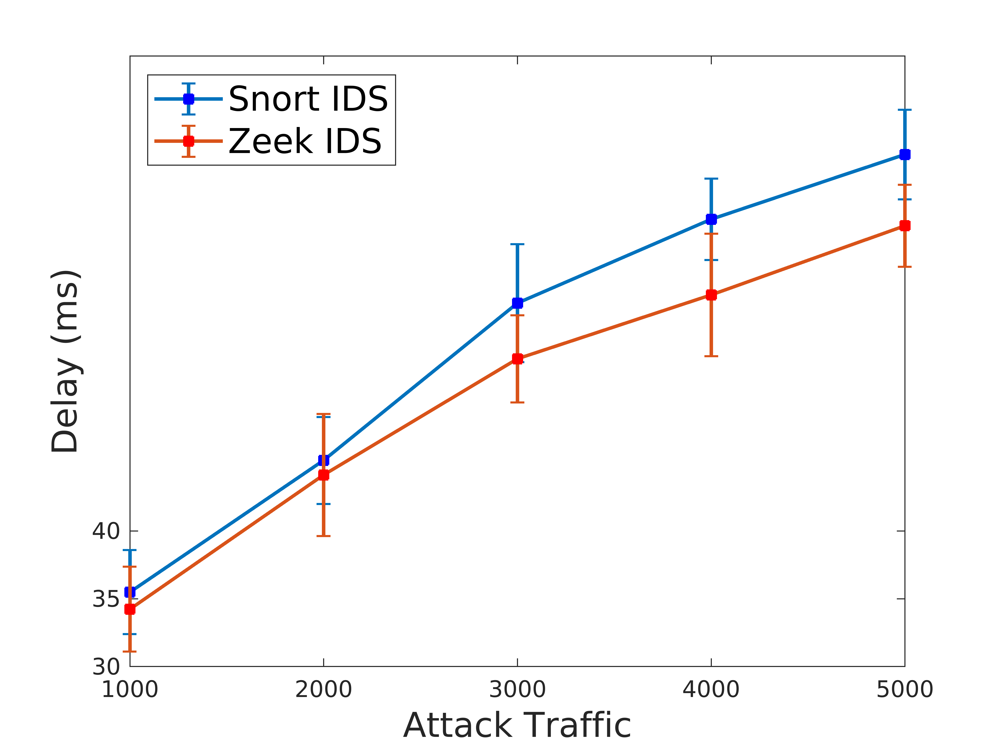 Snort IDS
Zeek IDS
Delay (ms)
40
35
30
1000 2000 3000 4000 5000
Attack Traffic